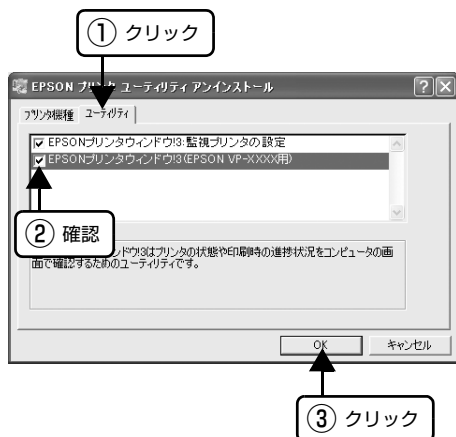 ① クリック
EPSON プリンタ ユーティリティ アンインストール
プリンタ機種 ユーティリティ
EPSONプリンタウィンドウ!3:監視プリンタの設定
EPSONプリンタウィンドウ!3(EPSON VP-XXXX用)
② 確認
ンドウ!3はプリンタの状態や印刷時の進捗状況をコンピュータの画
面で確認するためのユーティリティです。
OK キャンセル
③ クリック